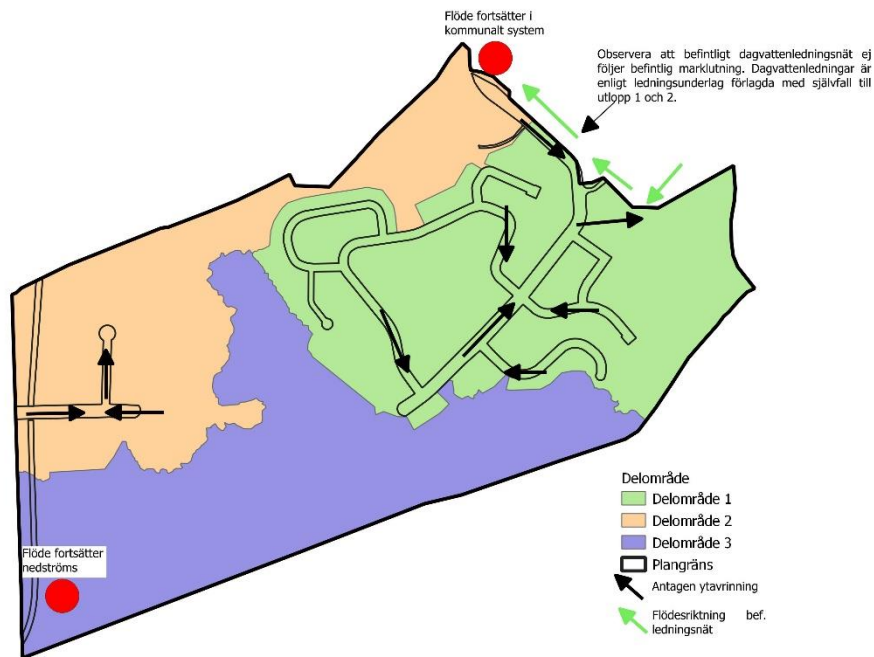 Flöde fortsätter i
kommunalt system
Observera att befintligt dagvattenledningsnät ej
följer befintlig marklutning. Dagvattenledningar är
enligt ledningsunderlag förlagda med självfall till
utlopp 1 och 2.
Flöde fortsätter
nedströms
Delområde
Delområde 1
Delområde 2
Delområde 3
Plangräns
Antagen ytavrinning
Flödesriktning bef.
ledningsnät